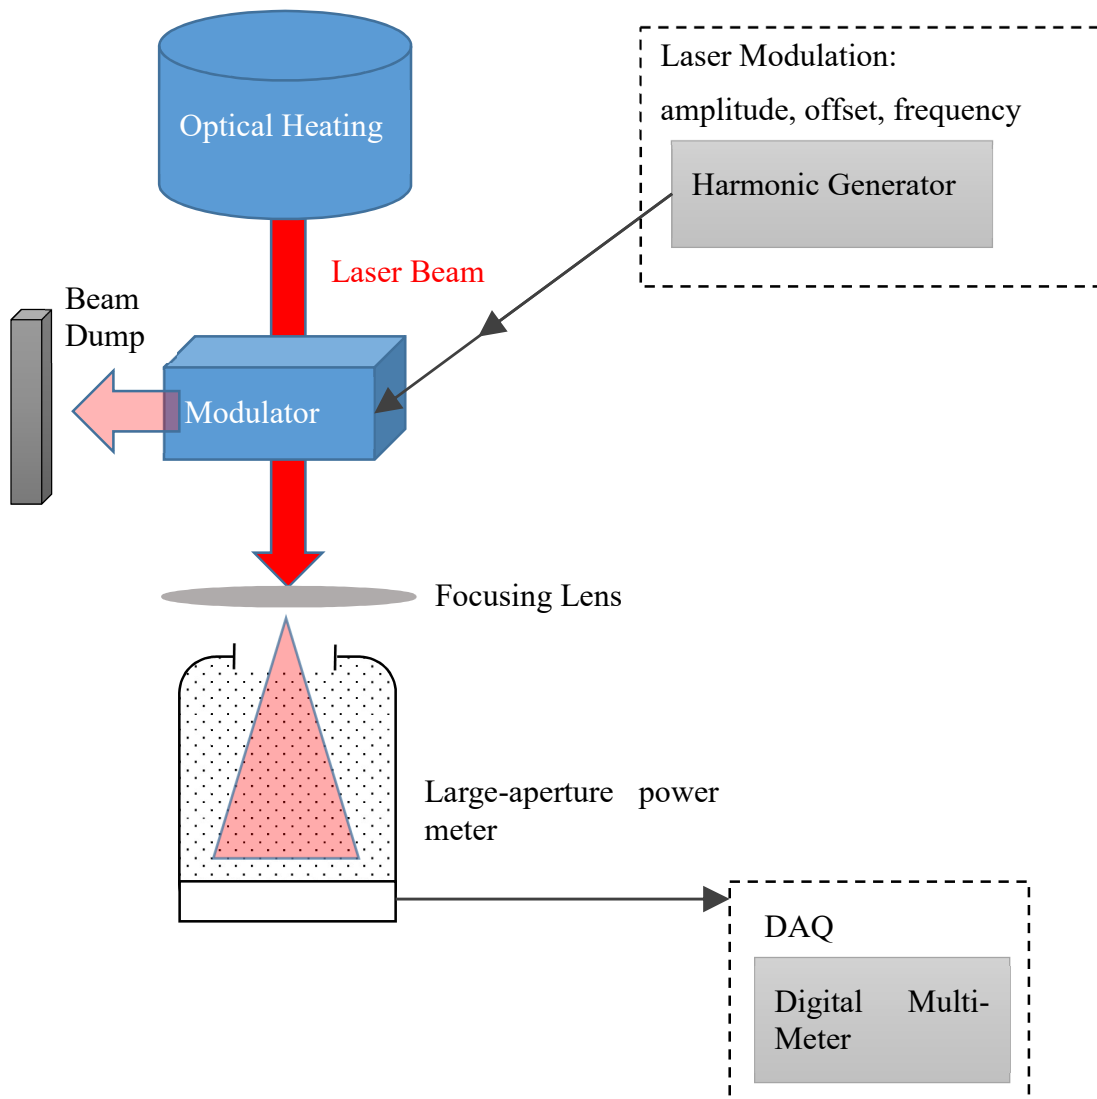 Optical Heating
Laser Modulation:
amplitude, offset, frequency
Harmonic Generator
Laser Beam
Beam
Dump
Modulator
Focusing Lens
Large-aperture power
meter
DAQ
Digital Multi-
Meter